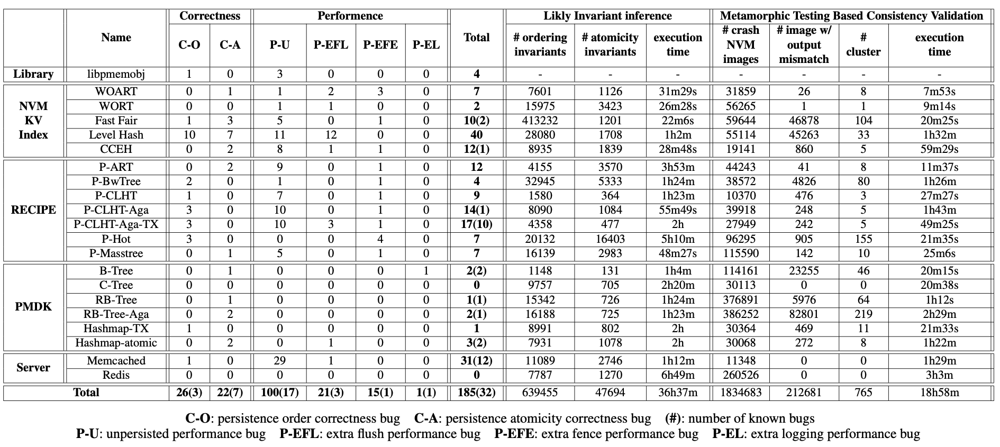 Correctness Performence Likly Invariant inference Metamorphic Testing Based Consistency Validation
Name C-O C-A P-U P-EFL P-EFE P-EL Total # ordering invariants # atomicity invariants execution time # crash NVM images # image w/ output mismatch # cluster execution time
Library libpmemobj 1 0 3 0 0 0 4 - - - - - - -
NVM KV Index
WOART 0 1 1 2 3 0 7 7601 1126 31m29s 31859 26 8 7m53s
WORT 0 0 1 1 0 0 2 15975 3423 26m28s 56265 1 1 9m14s
Fast Fair 1 3 5 0 1 0 10(2) 413232 1201 22m6s 59644 46878 104 20m25s
Level Hash 10 7 11 12 0 0 40 28080 1708 1h2m 55114 45263 33 1h32m
CCEH 0 2 8 1 1 0 12(1) 8935 1839 28m48s 19141 860 5 59m29s
RECIPE
P-ART 0 2 9 0 1 0 12 4155 3570 3h53m 44243 41 8 11m37s
P-BwTree 2 0 1 0 1 0 4 32945 5333 1h24m 38572 4826 80 1h26m
P-CLHT 1 0 7 0 1 0 9 1580 364 1h23m 10370 476 3 27m27s
P-CLHT-Aga 3 0 10 0 1 0 14(1) 8090 1084 55m49s 39918 248 5 1h43m
P-CLHT-Aga-TX 3 0 10 3 1 0 17(10) 4358 477 2h 27949 242 5 49m25s
P-Hot 3 0 0 0 4 0 7 20132 16403 5h10m 96295 905 155 21m35s
P-Masstree 0 1 5 0 1 0 7 16139 2983 48m27s 115590 142 10 25m6s
PMDK
B-Tree 0 1 0 0 0 1 2(2) 1148 131 1h4m 114161 23255 46 20m15s
C-Tree 0 0 0 0 0 0 0 9757 705 2h20m 30113 0 0 20m38s
RB-Tree 0 1 0 0 0 0 1(1) 15342 726 1h24m 376891 5976 64 1h12s
RB-Tree-Aga 0 2 0 0 0 0 2(1) 16188 725 1h23m 386252 82801 219 2h29m
Hashmap-TX 1 0 0 0 0 0 1 8991 802 2h 30364 469 11 21m33s
Hashmap-atomic 0 2 0 1 0 0 3(2) 7931 1078 2h 30068 272 8 1h22m
Server
Memcached 1 0 29 1 0 0 31(12) 11089 2746 1h12m 11348 0 0 1h29m
Redis 0 0 0 0 0 0 0 7787 1270 6h49m 260526 0 0 3h3m
Total 26(3) 22(7) 100(17) 21(3) 15(1) 1(1) 185(32) 639455 47694 36h37m 1834683 212681 765 18h58m
C-O: persistence order correctness bug C-A: persistence atomicity correctness bug (#): number of known bugs
P-U: unpersisted performance bug P-EFL: extra flush performance bug P-EFE: extra fence performance bug P-EL: extra logging performance bug